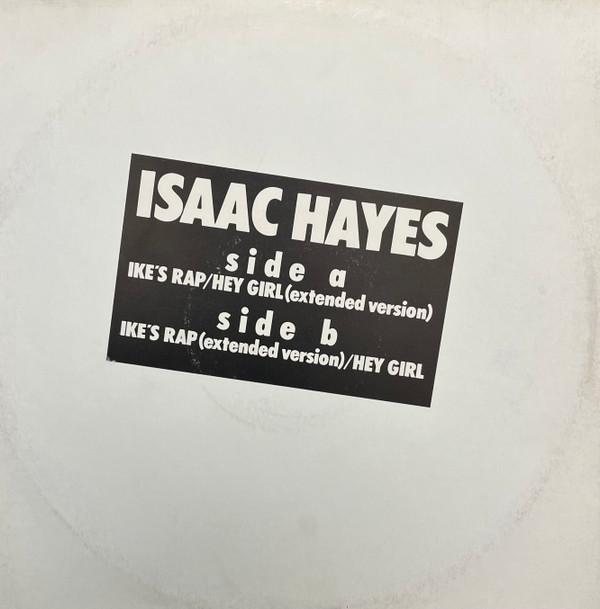 ISAAC HAYES
side a
IKE'S RAP/HEY GIRL(extended version)
side b
IKE'S RAP(extended version)/HEY GIRL